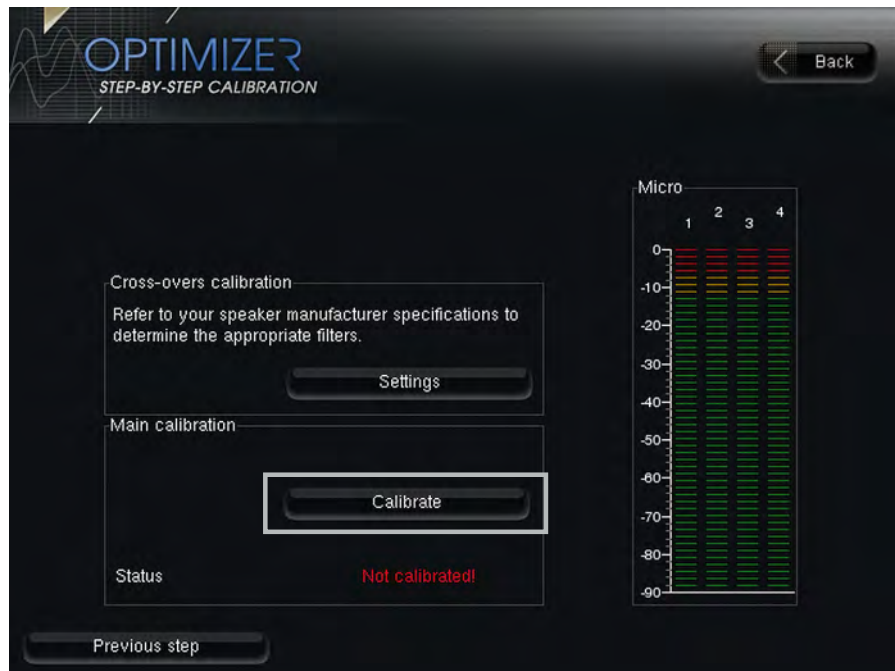 OPTIMIZER
STEP-BY-STEP CALIBRATION
Back
Cross-overs calibration
Refer to your speaker manufacturer specifications to
determine the appropriate filters.
Settings
Main calibration
Calibrate
Status Not calibrated!
Previous step
Micro
1 2 3 4
0
-10
-20
-30
-40
-50
-60
-70
-80
-90